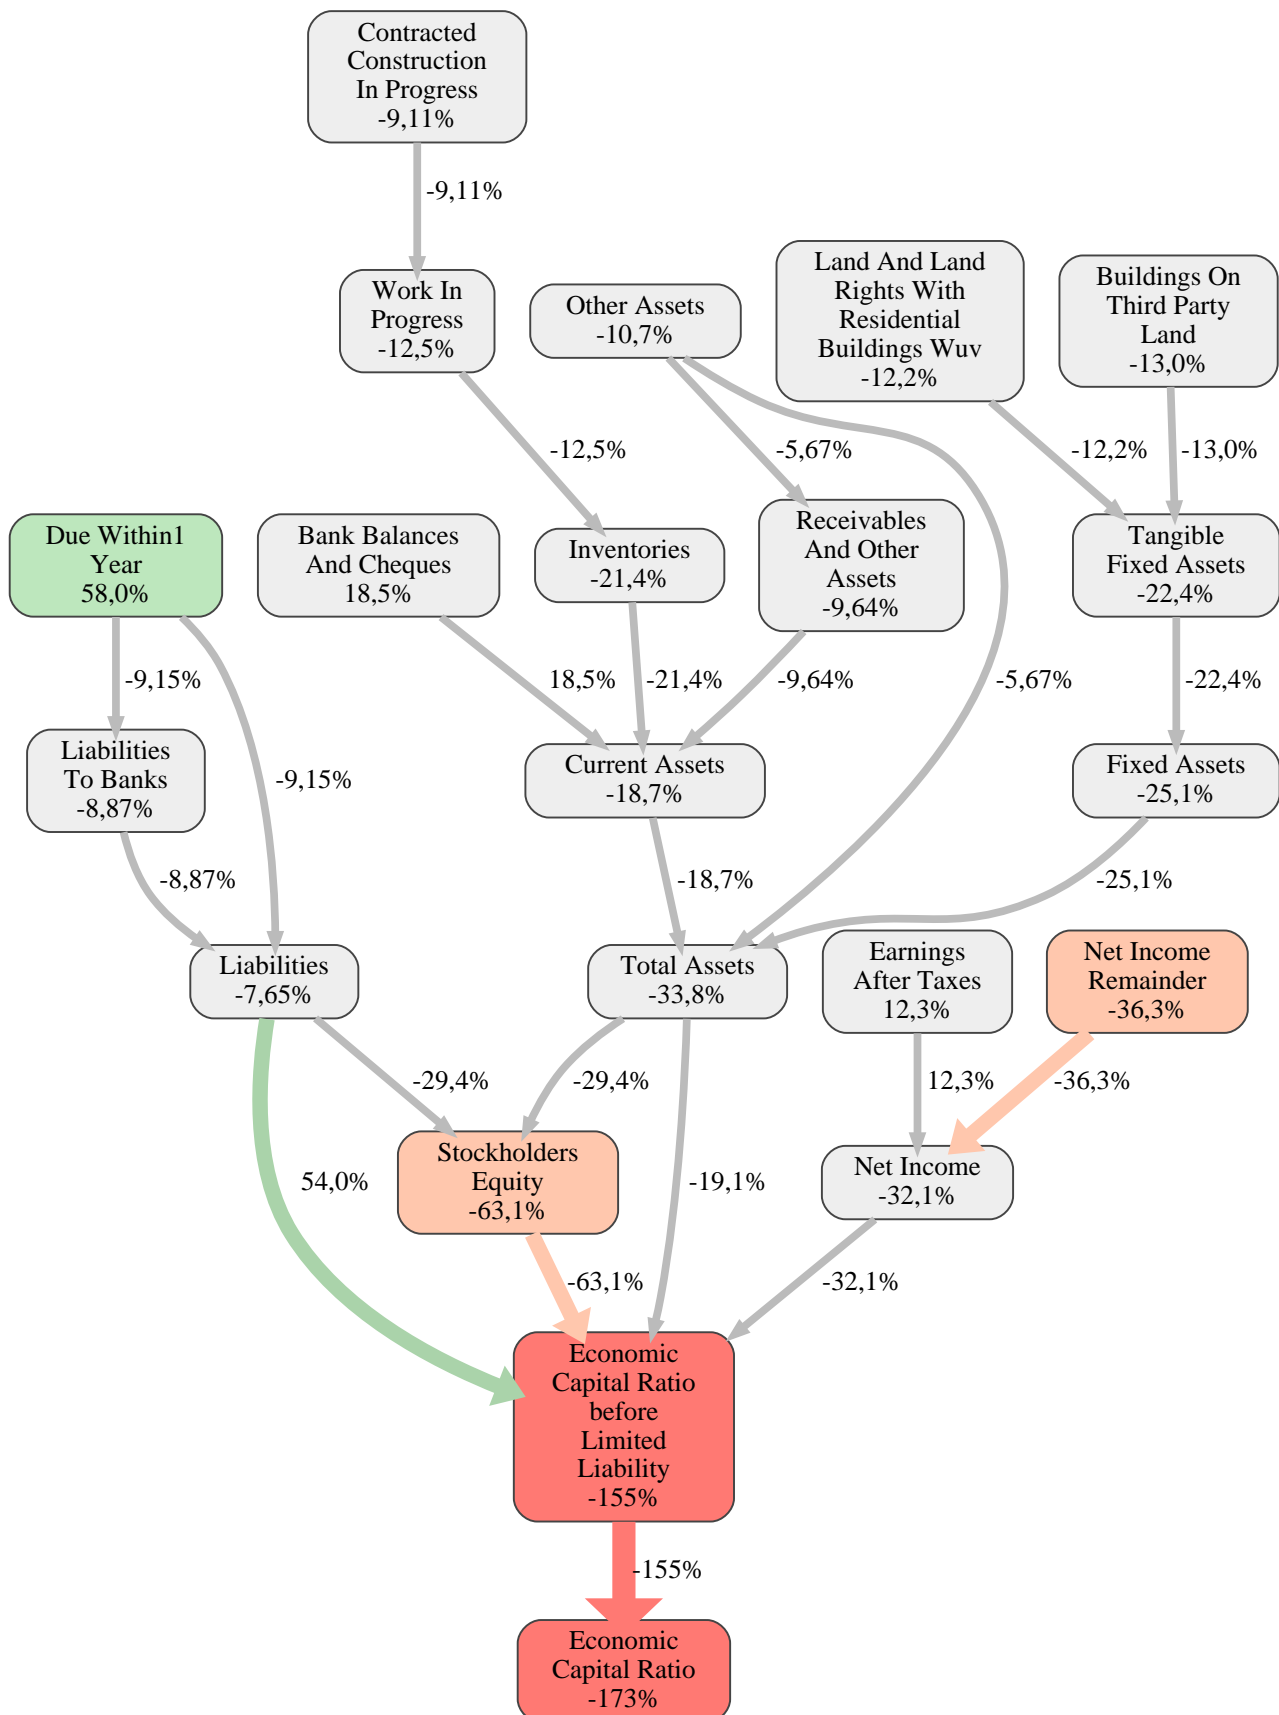 Contracted
Construction
In Progress
-9,11%
-9,11%
Work In
Progress
-12,5%
Other Assets
-10,7%
Land And Land
Rights With
Residential
Buildings Wuv
-12,2%
Buildings On
Third Party
Land
-13,0%
-12,5%
-5,67%
-12,2%
-13,0%
Due Within1
Year
58,0%
Bank Balances
And Cheques
18,5%
Inventories
-21,4%
Receivables
And Other
Assets
-9,64%
Tangible
Fixed Assets
-22,4%
-9,15%
18,5%
-21,4%
-9,64%
-5,67%
-22,4%
Liabilities
To Banks
-8,87%
-9,15%
Current Assets
-18,7%
Fixed Assets
-25,1%
-8,87%
-18,7%
-25,1%
Liabilities
-7,65%
Total Assets
-33,8%
Earnings
After Taxes
12,3%
Net Income
Remainder
-36,3%
-29,4%
-29,4%
12,3%
-36,3%
54,0%
Stockholders
Equity
-63,1%
-19,1%
Net Income
-32,1%
-63,1%
-32,1%
Economic
Capital Ratio
before
Limited
Liability
-155%
-155%
Economic
Capital Ratio
-173%